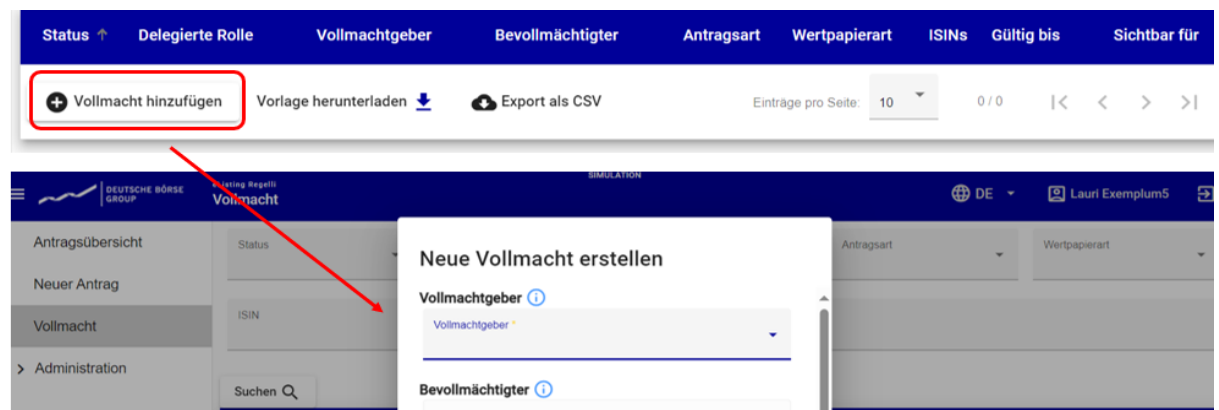 Status ↑ Delegierte Rolle Vollmachtgeber Bevollmächtigter Antragsart Wertpapierart ISINs Gültig bis Sichtbar für
Vollmacht hinzufügen Vorlage herunterladen Export als CSV Einträge pro Seite: 10 0 / 0
SIMULATION
DEUTSCHE BÖRSE
GROUP
Listing Regelli
Vollmacht
DE Lauri Exemplum5
Antragsübersicht
Neuer Antrag
Vollmacht
Administration
Status
Antragsart
Wertpapierart
ISIN
Suchen
Neue Vollmacht erstellen
Vollmachtgeber
Vollmachtgeber *
Bevollmächtigter